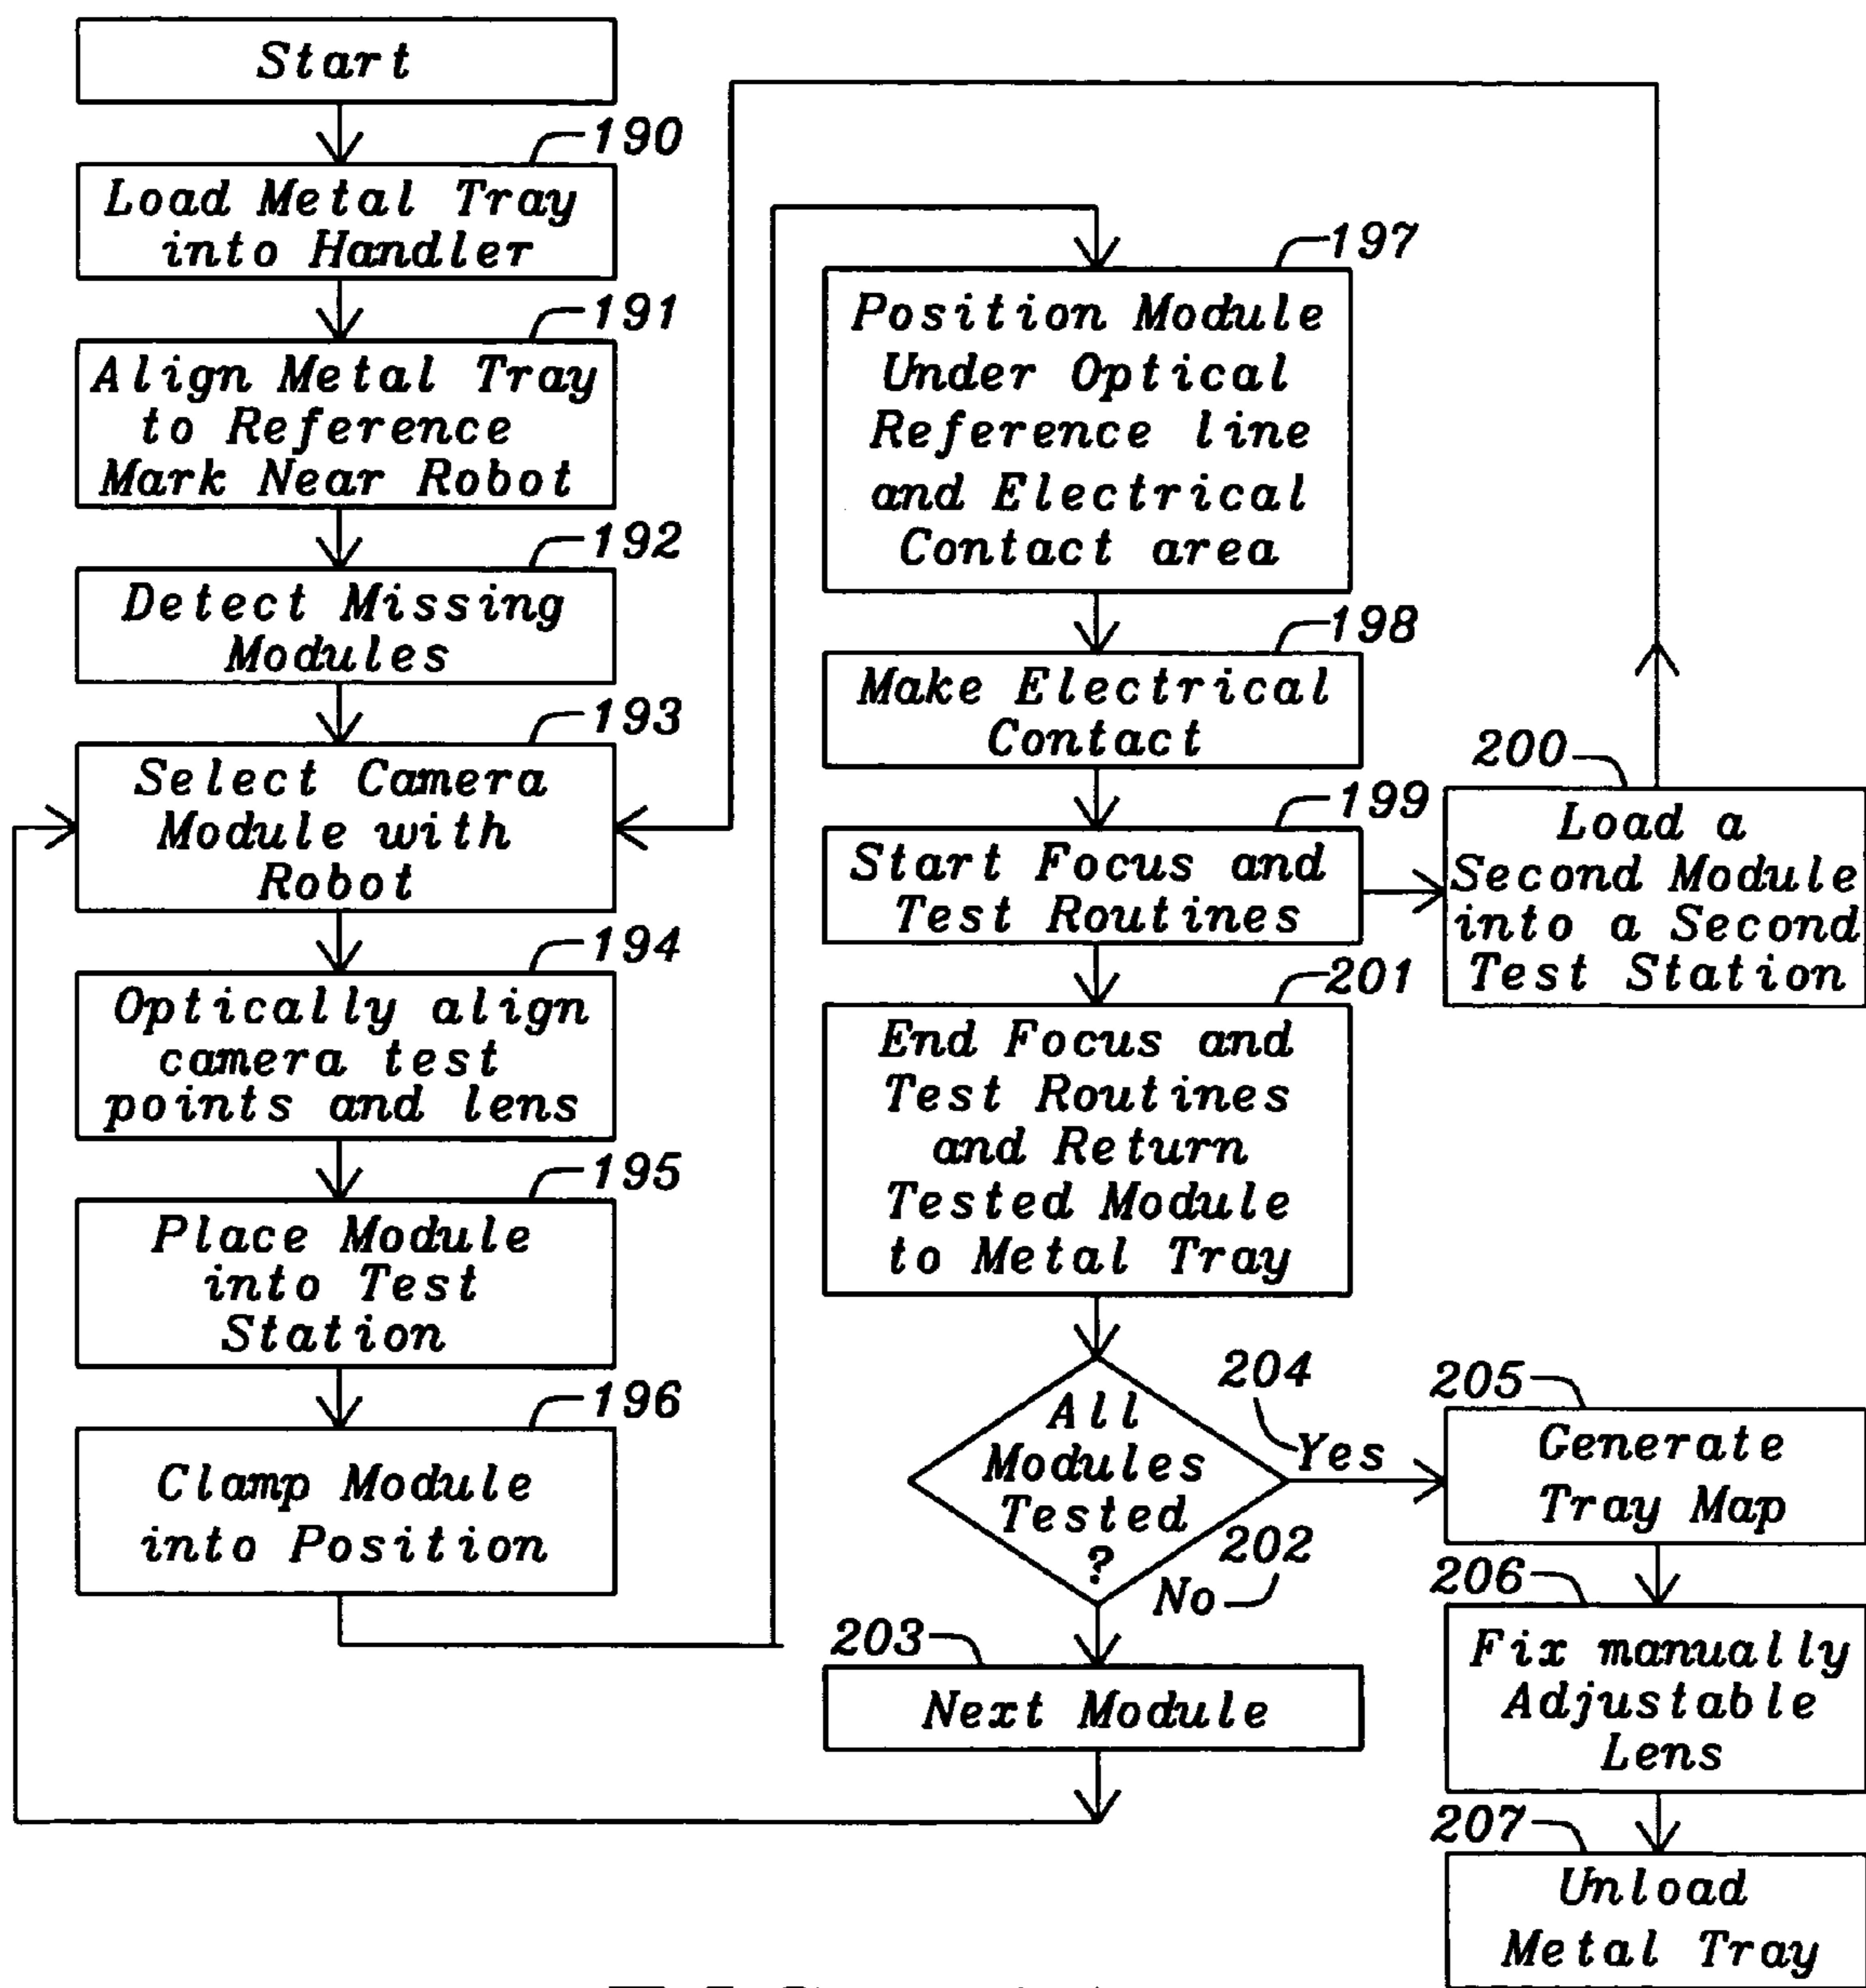 Start
190
Load Metal Tray
into Handler
191
Align Metal Tray
to Reference
Mark Near Robot
192
Detect Missing
Modules
193
Select Camera
Module with
Robot
194
Optically align
camera test
points and lens
195
Place Module
into Test
Station
196
Clamp Module
into Position
197
Position Module
Under Optical
Reference line
and Electrical
Contact area
198
Make Electrical
Contact
199
Start Focus and
Test Routines
200
Load a
Second Module
into a Second
Test Station
201
End Focus and
Test Routines
and Return
Tested Module
to Metal Tray
All
Modules
Tested
?
204
Yes
202
No
203
Next Module
205
Generate
Tray Map
206
Fix manually
Adjustable
Lens
207
Unload
Metal Tray